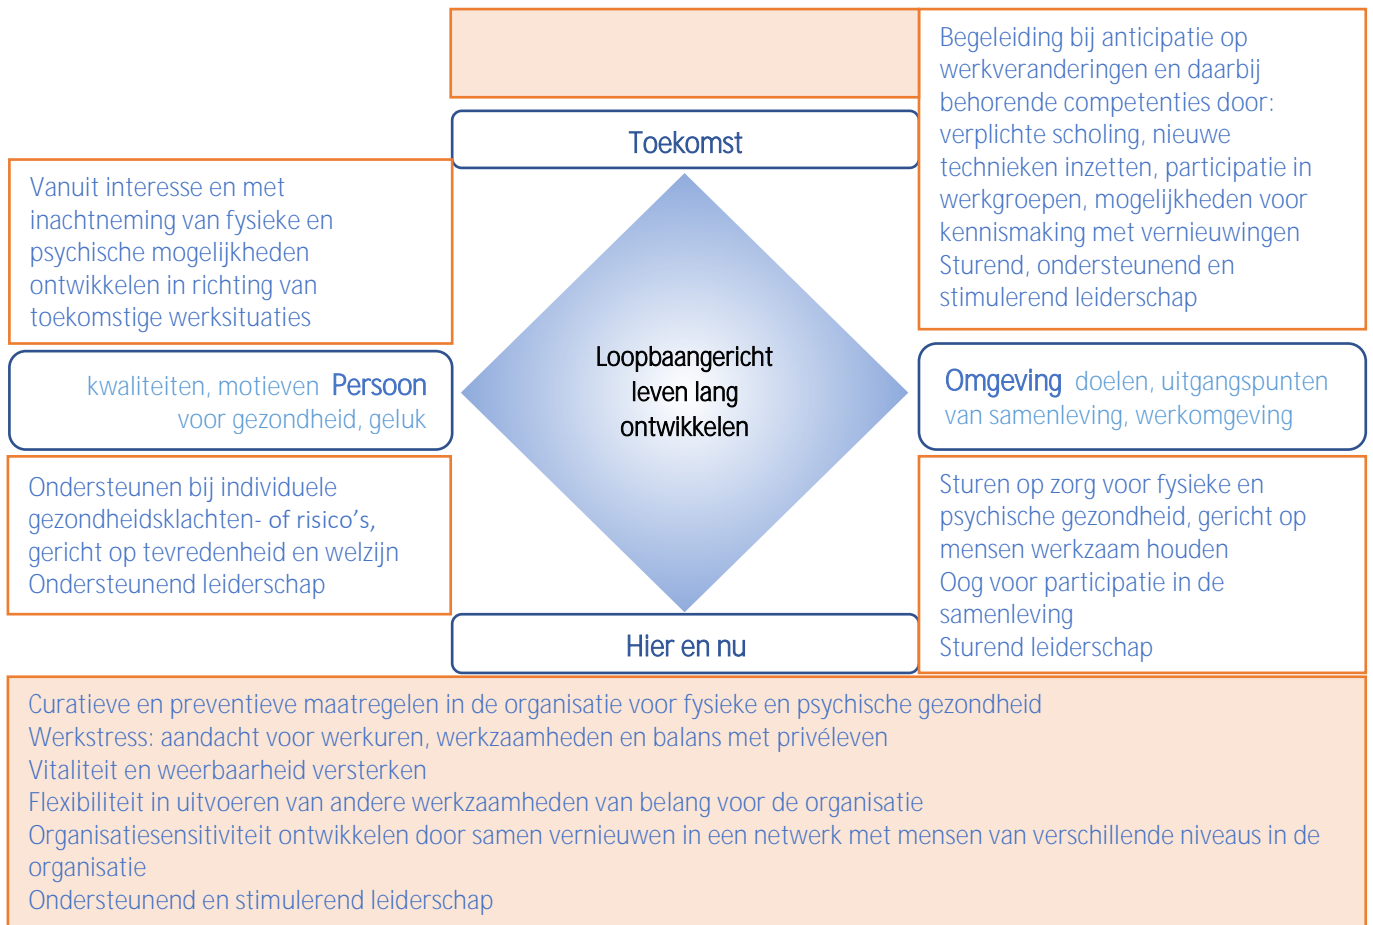 Begeleiding bij anticipatie op
werkveranderingen en daarbij
behorende competenties door:
verplichte scholing, nieuwe
technieken inzetten, participatie in
werkgroepen, mogelijkheden voor
kennismaking met vernieuwingen
Sturend, ondersteunend en
stimulerend leiderschap
Toekomst
Vanuit interesse en met
inachtneming van fysieke en
psychische mogelijkheden
ontwikkelen in richting van
toekomstige werksituaties
kwaliteiten, motieven Persoon
voor gezondheid, geluk
Loopbaangericht
leven lang
ontwikkelen
Omgeving doelen, uitgangspunten
van samenleving, werkomgeving
Ondersteunen bij individuele
gezondheidsklachten- of risico's,
gericht op tevredenheid en welzijn
Ondersteunend leiderschap
Sturen op zorg voor fysieke en
psychische gezondheid, gericht op
mensen werkzaam houden
Oog voor participatie in de
samenleving
Sturend leiderschap
Hier en nu
Curatieve en preventieve maatregelen in de organisatie voor fysieke en psychische gezondheid
Werkstress: aandacht voor werkuren, werkzaamheden en balans met privéleven
Vitaliteit en weerbaarheid versterken
Flexibiliteit in uitvoeren van andere werkzaamheden van belang voor de organisatie
Organisatiesensitiviteit ontwikkelen door samen vernieuwen in een netwerk met mensen van verschillende niveaus in de
organisatie
Ondersteunend en stimulerend leiderschap